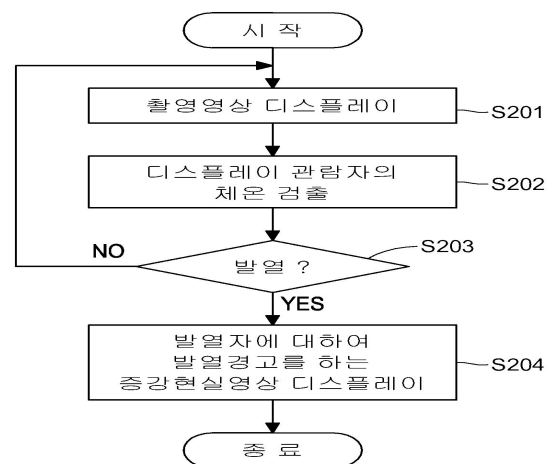 시 작
촬영영상 디스플레이
S201
디스플레이 관람자의
체온 검출
S202
발열 ?
S203
NO
YES
발열자에 대하여
발열경고를 하는
증강현실영상 디스플레이
S204
종 료